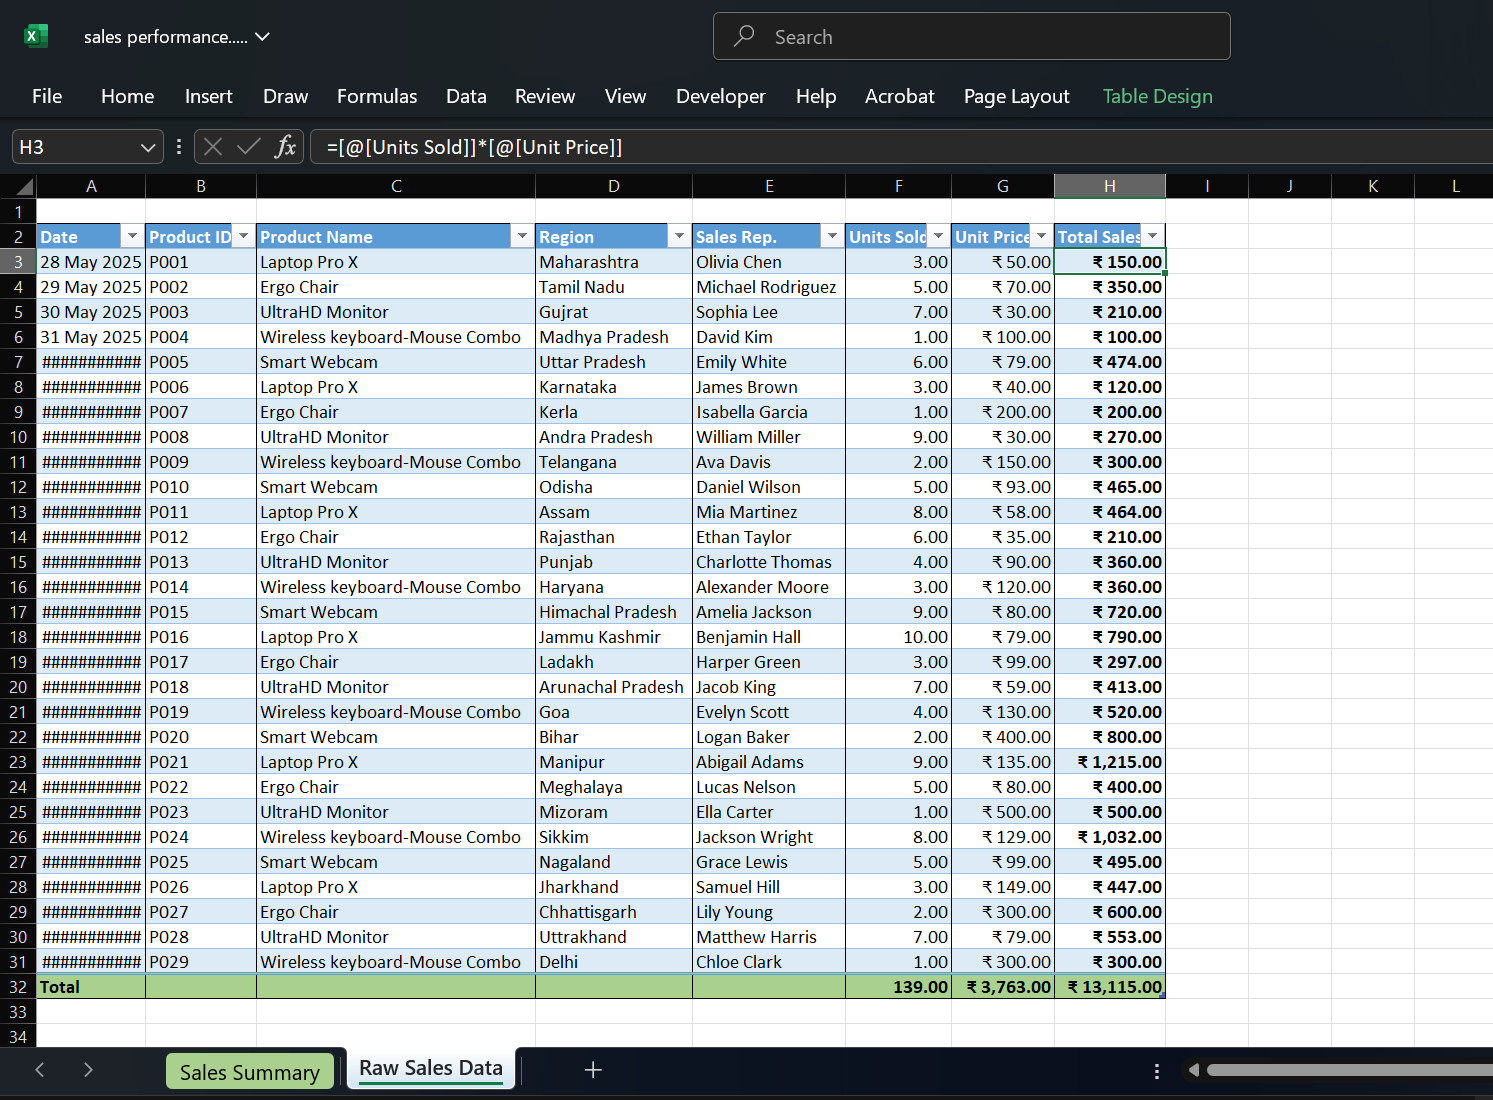 sales performance.....
Search
File Home Insert Draw Formulas Data Review View Developer Help Acrobat Page Layout Table Design
H3 fx =[@[Units Sold]]*[@[Unit Price]]
A B C D E F G H I J K L
1
2 Date Product ID Product Name Region Sales Rep. Units Sold Unit Price Total Sales
3 28 May 2025 P001 Laptop Pro X Maharashtra Olivia Chen 3.00 ₹ 50.00 ₹ 150.00
4 29 May 2025 P002 Ergo Chair Tamil Nadu Michael Rodriguez 5.00 ₹ 70.00 ₹ 350.00
5 30 May 2025 P003 UltraHD Monitor Gujrat Sophia Lee 7.00 ₹ 30.00 ₹ 210.00
6 31 May 2025 P004 Wireless keyboard-Mouse Combo Madhya Pradesh David Kim 1.00 ₹ 100.00 ₹ 100.00
7 ########### P005 Smart Webcam Uttar Pradesh Emily White 6.00 ₹ 79.00 ₹ 474.00
8 ########### P006 Laptop Pro X Karnataka James Brown 3.00 ₹ 40.00 ₹ 120.00
9 ########### P007 Ergo Chair Kerla Isabella Garcia 1.00 ₹ 200.00 ₹ 200.00
10 ########### P008 UltraHD Monitor Andra Pradesh William Miller 9.00 ₹ 30.00 ₹ 270.00
11 ########### P009 Wireless keyboard-Mouse Combo Telangana Ava Davis 2.00 ₹ 150.00 ₹ 300.00
12 ########### P010 Smart Webcam Odisha Daniel Wilson 5.00 ₹ 93.00 ₹ 465.00
13 ########### P011 Laptop Pro X Assam Mia Martinez 8.00 ₹ 58.00 ₹ 464.00
14 ########### P012 Ergo Chair Rajasthan Ethan Taylor 6.00 ₹ 35.00 ₹ 210.00
15 ########### P013 UltraHD Monitor Punjab Charlotte Thomas 4.00 ₹ 90.00 ₹ 360.00
16 ########### P014 Wireless keyboard-Mouse Combo Haryana Alexander Moore 3.00 ₹ 120.00 ₹ 360.00
17 ########### P015 Smart Webcam Himachal Pradesh Amelia Jackson 9.00 ₹ 80.00 ₹ 720.00
18 ########### P016 Laptop Pro X Jammu Kashmir Benjamin Hall 10.00 ₹ 79.00 ₹ 790.00
19 ########### P017 Ergo Chair Ladakh Harper Green 3.00 ₹ 99.00 ₹ 297.00
20 ########### P018 UltraHD Monitor Arunachal Pradesh Jacob King 7.00 ₹ 59.00 ₹ 413.00
21 ########### P019 Wireless keyboard-Mouse Combo Goa Evelyn Scott 4.00 ₹ 130.00 ₹ 520.00
22 ########### P020 Smart Webcam Bihar Logan Baker 2.00 ₹ 400.00 ₹ 800.00
23 ########### P021 Laptop Pro X Manipur Abigail Adams 9.00 ₹ 135.00 ₹ 1,215.00
24 ########### P022 Ergo Chair Meghalaya Lucas Nelson 5.00 ₹ 80.00 ₹ 400.00
25 ########### P023 UltraHD Monitor Mizoram Ella Carter 1.00 ₹ 500.00 ₹ 500.00
26 ########### P024 Wireless keyboard-Mouse Combo Sikkim Jackson Wright 8.00 ₹ 129.00 ₹ 1,032.00
27 ########### P025 Smart Webcam Nagaland Grace Lewis 5.00 ₹ 99.00 ₹ 495.00
28 ########### P026 Laptop Pro X Jharkhand Samuel Hill 3.00 ₹ 149.00 ₹ 447.00
29 ########### P027 Ergo Chair Chhattisgarh Lily Young 2.00 ₹ 300.00 ₹ 600.00
30 ########### P028 UltraHD Monitor Uttrakhand Matthew Harris 7.00 ₹ 79.00 ₹ 553.00
31 ########### P029 Wireless keyboard-Mouse Combo Delhi Chloe Clark 1.00 ₹ 300.00 ₹ 300.00
32 Total 139.00 ₹ 3,763.00 ₹ 13,115.00
33
34
Sales Summary Raw Sales Data